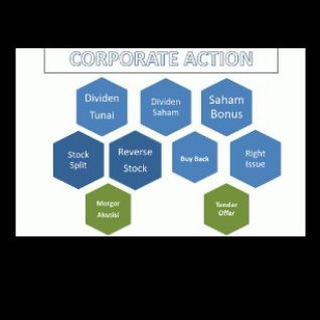 CORPORATE ACTION
Dividen
Tunai
Dividen
Saham
Saham
Bonus
Stock
Split
Reverse
Stock
Buy Back
Right
Issue
Merger
Akusisi
Tender
Offer